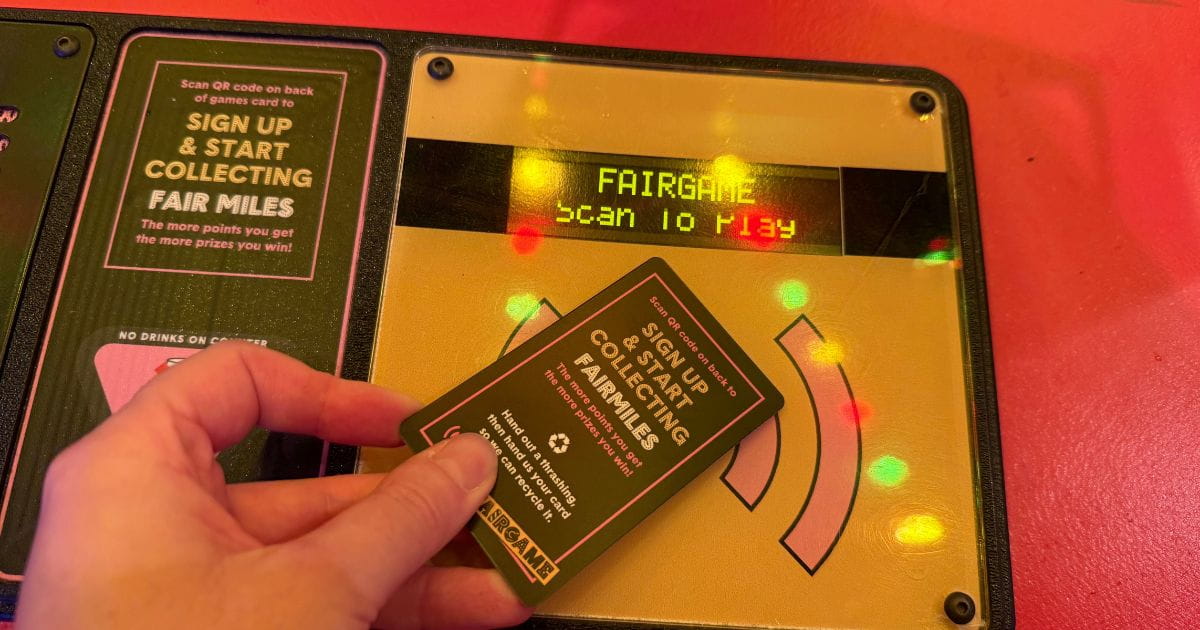 Scan QR code on back
of games card to
SIGN UP
& START
COLLECTING
FAIR MILES
The more points you get
the more prizes you win!
NO DRINKS ON COUNTER
FAIRGAME
Scan To Play
Scan QR code on back to
SIGN UP
& START
COLLECTING
FAIRMILES
The more points you get
the more prizes you win!
Hand out a thrashing,
then hand us your card
so we can recycle it.
FAIRGAME